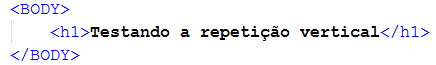 <BODY>
<h1>Testando a repetição vertical</h1>
</BODY>